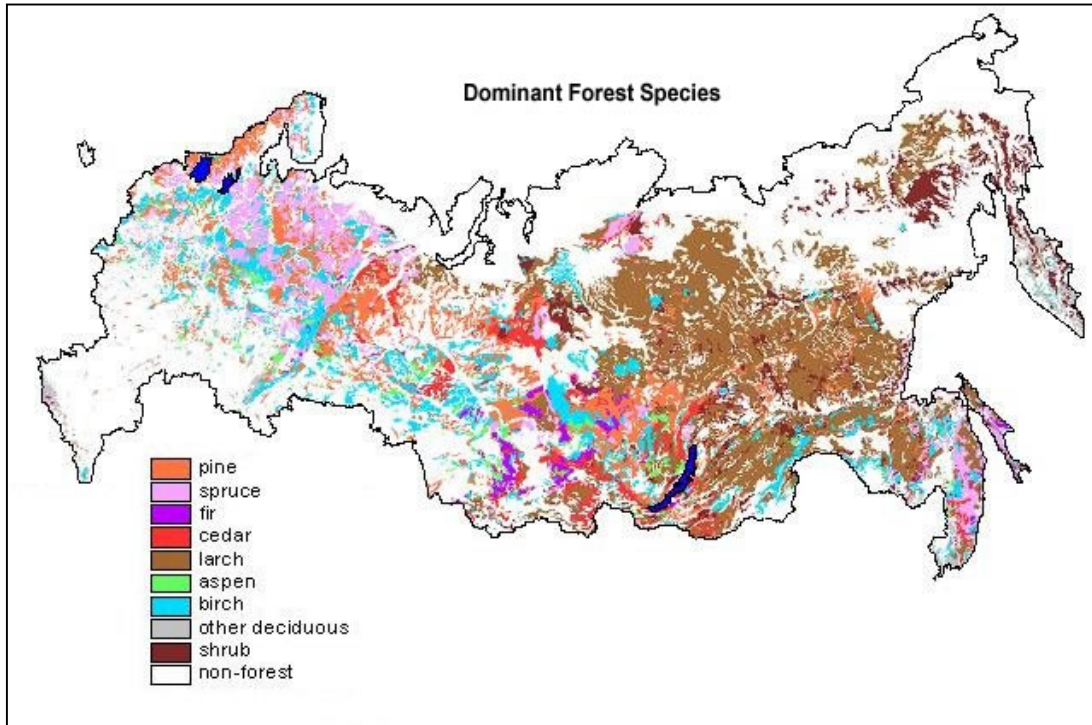 Dominant Forest Species
pine
spruce
fir
cedar
larch
aspen
birch
other deciduous
shrub
non-forest